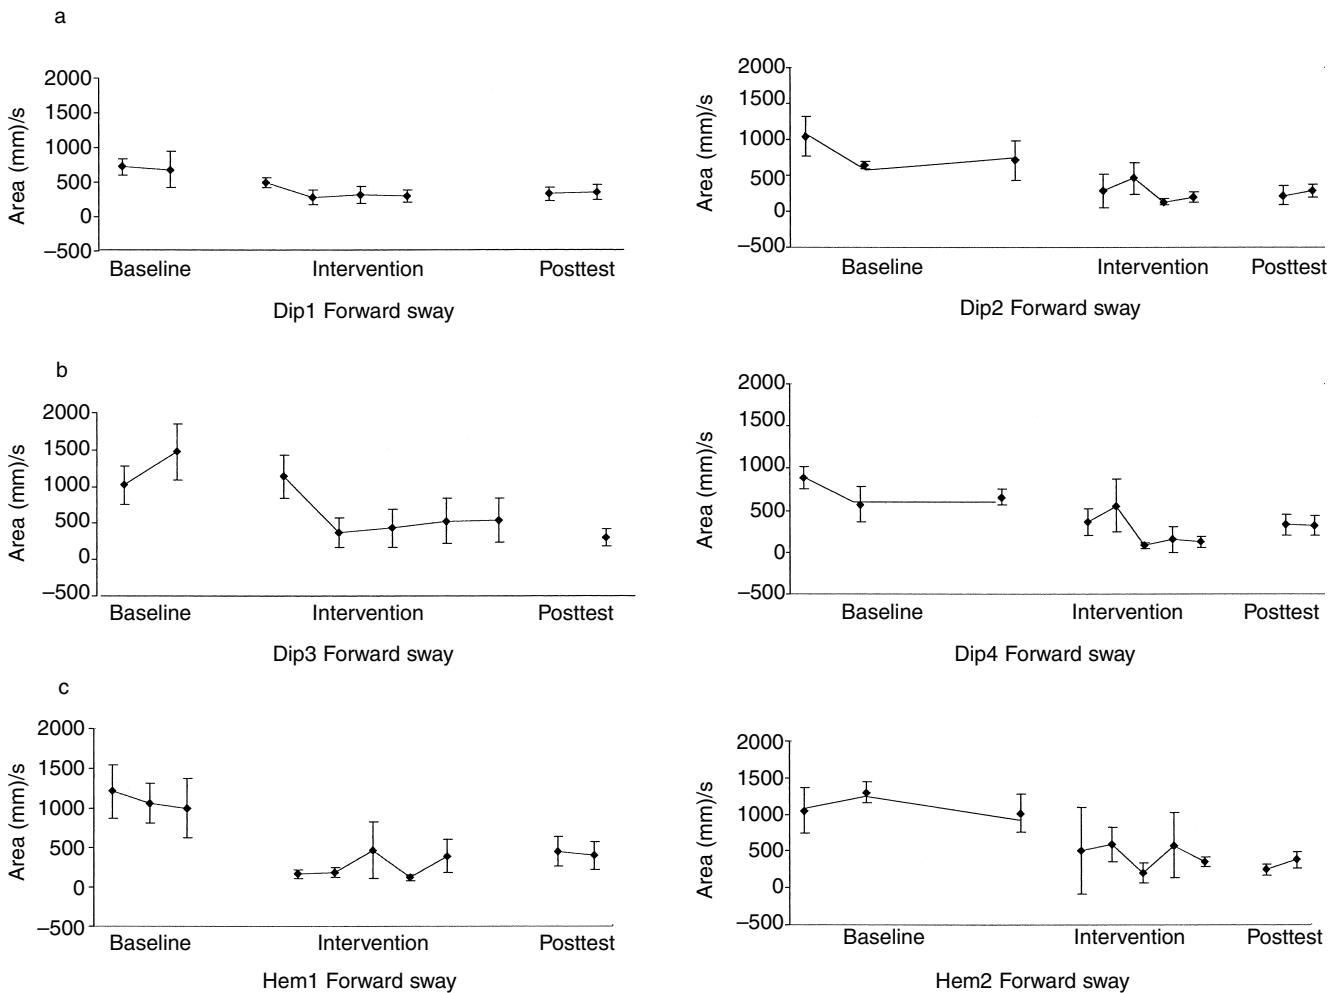 a
2000
1500
1000
500
0
–500
Area (mm)/s
Baseline Intervention Posttest
Dip1 Forward sway
2000
1500
1000
500
0
–500
Area (mm)/s
Baseline Intervention Posttest
Dip2 Forward sway
b
2000
1500
1000
500
0
–500
Area (mm)/s
Baseline Intervention Posttest
Dip3 Forward sway
2000
1500
1000
500
0
–500
Area (mm)/s
Baseline Intervention Posttest
Dip4 Forward sway
c
2000
1500
1000
500
0
–500
Area (mm)/s
Baseline Intervention Posttest
Hem1 Forward sway
2000
1500
1000
500
0
–500
Area (mm)/s
Baseline Intervention Posttest
Hem2 Forward sway